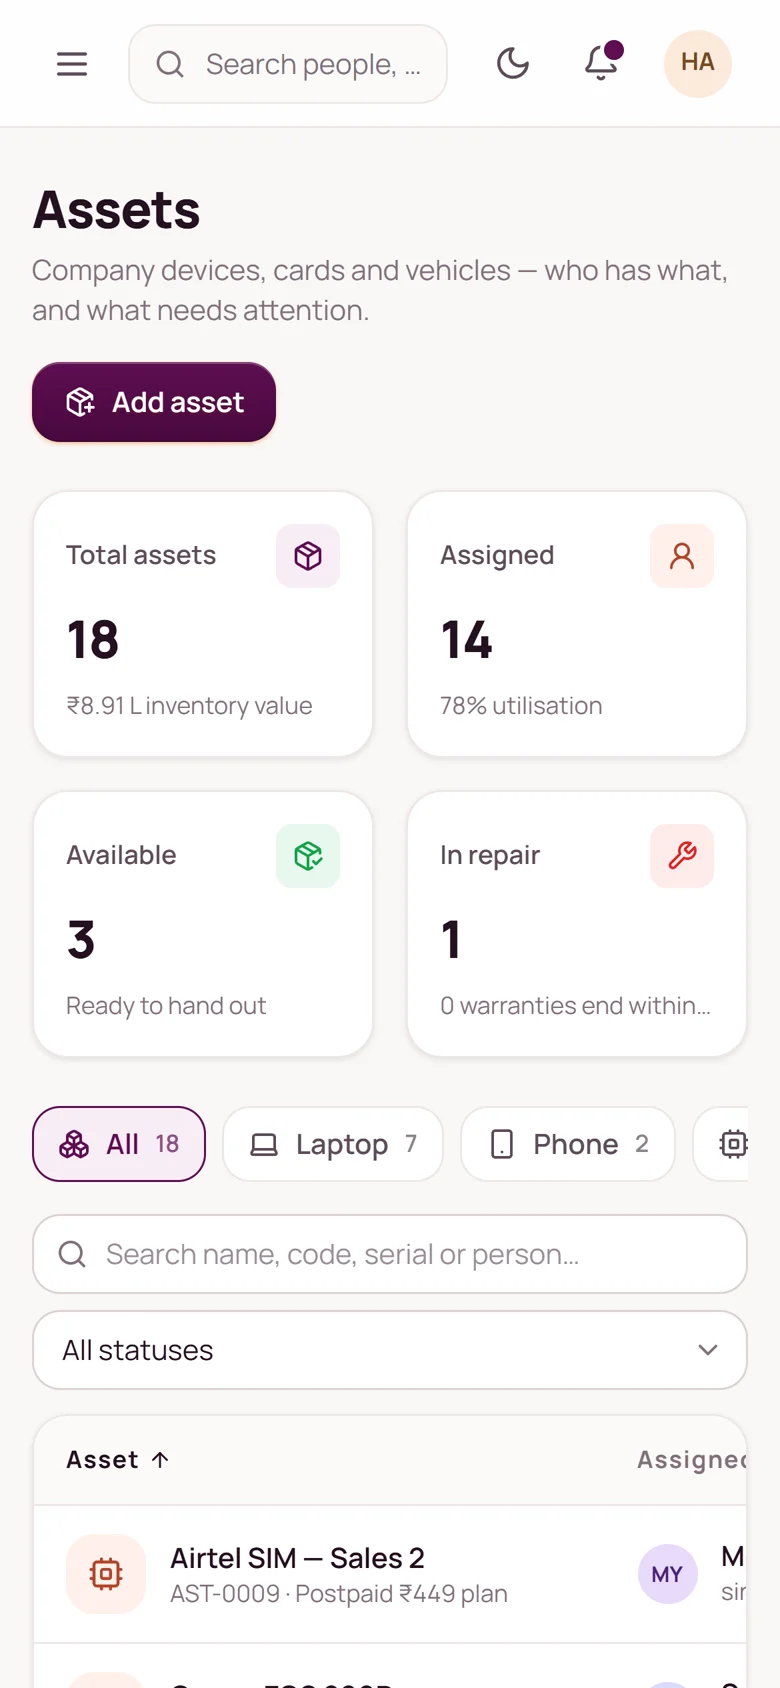 Search people, …
HA
Assets
Company devices, cards and vehicles — who has what,
and what needs attention.
Add asset
Total assets
18
₹8.91 L inventory value
Assigned
14
78% utilisation
Available
3
Ready to hand out
In repair
1
0 warranties end within…
All 18
Laptop 7
Phone 2
Search name, code, serial or person…
All statuses
Asset ↑
Airtel SIM — Sales 2
AST-0009 · Postpaid ₹449 plan
MY